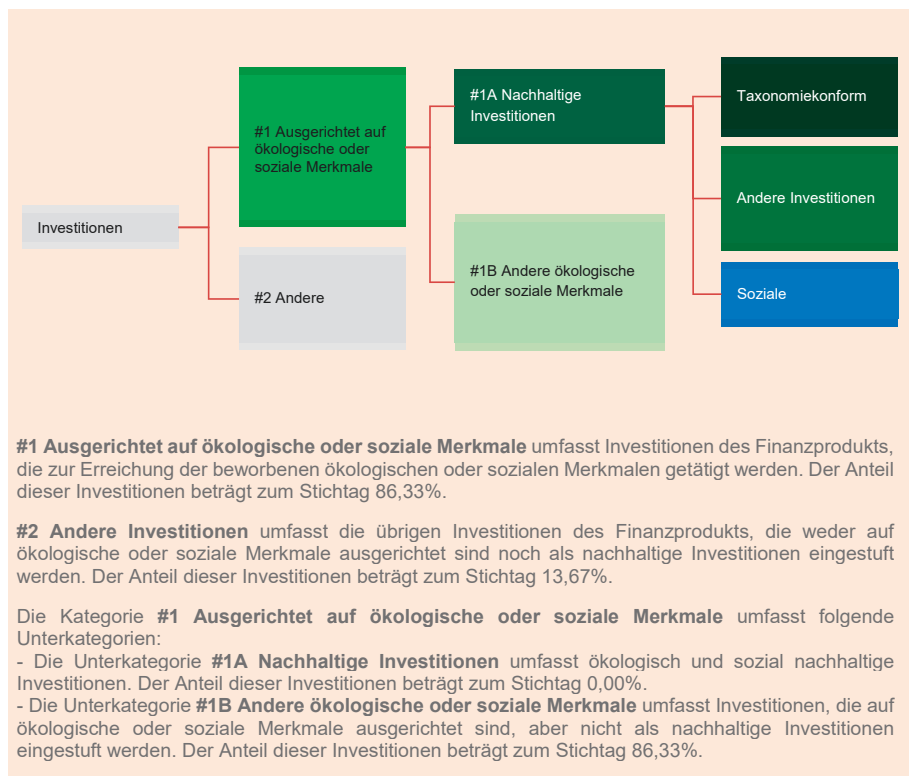 Investitionen
#1 Ausgerichtet auf
ökologische oder
soziale Merkmale
#2 Andere
#1A Nachhaltige
Investitionen
#1B Andere ökologische
oder soziale Merkmale
Taxonomiekonform
Andere Investitionen
Soziale
#1 Ausgerichtet auf ökologische oder soziale Merkmale umfasst Investitionen des Finanzprodukts,
die zur Erreichung der beworbenen ökologischen oder sozialen Merkmalen getätigt werden. Der Anteil
dieser Investitionen beträgt zum Stichtag 86,33%.
#2 Andere Investitionen umfasst die übrigen Investitionen des Finanzprodukts, die weder auf
ökologische oder soziale Merkmale ausgerichtet sind noch als nachhaltige Investitionen eingestuft
werden. Der Anteil dieser Investitionen beträgt zum Stichtag 13,67%.
Die Kategorie #1 Ausgerichtet auf ökologische oder soziale Merkmale umfasst folgende
Unterkategorien:
- Die Unterkategorie #1A Nachhaltige Investitionen umfasst ökologisch und sozial nachhaltige
Investitionen. Der Anteil dieser Investitionen beträgt zum Stichtag 0,00%.
- Die Unterkategorie #1B Andere ökologische oder soziale Merkmale umfasst Investitionen, die auf
ökologische oder soziale Merkmale ausgerichtet sind, aber nicht als nachhaltige Investitionen
eingestuft werden. Der Anteil dieser Investitionen beträgt zum Stichtag 86,33%.